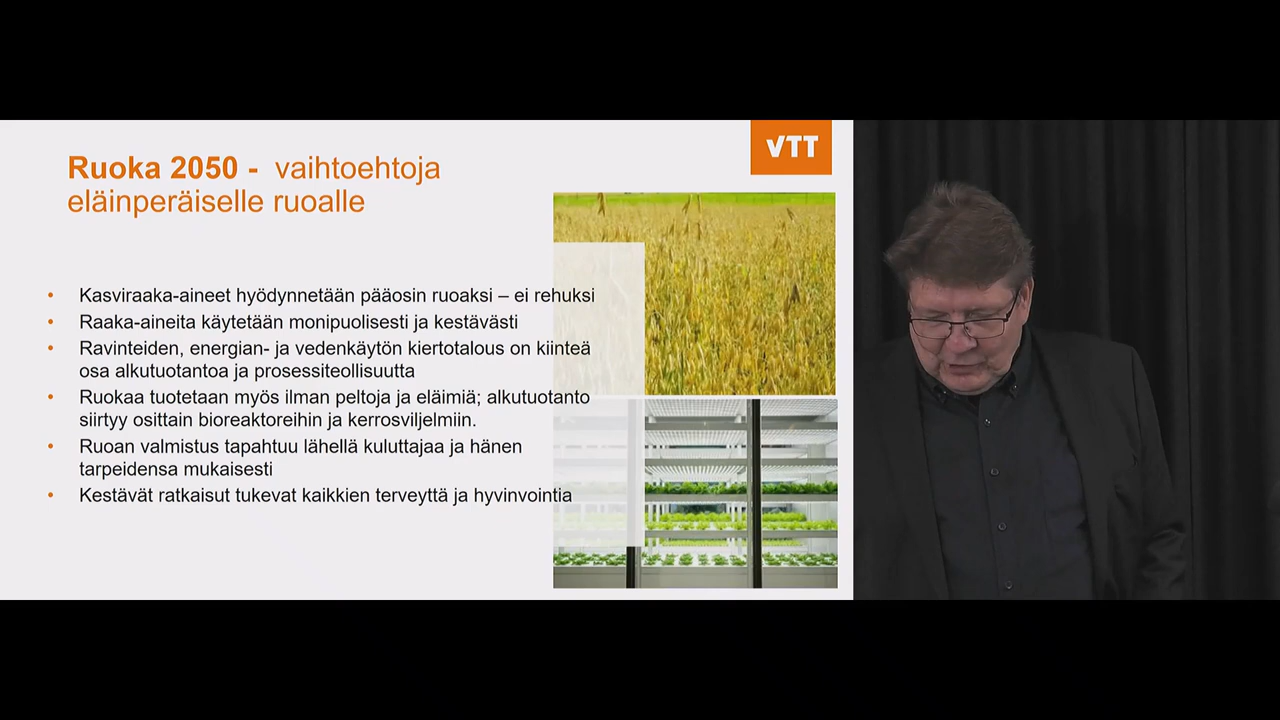 VTT
Ruoka 2050 - vaihtoehtoja
eläinperäiselle ruoalle
• Kasviraaka-aineet hyödynnetään pääosin ruoaksi – ei rehuksi
• Raaka-aineita käytetään monipuolisesti ja kestävästi
• Ravinteiden, energian- ja vedenkäytön kiertotalous on kiinteä
osa alkutuotantoa ja prosessiteollisuutta
• Ruokaa tuotetaan myös ilman peltoja ja eläimiä; alkutuotanto
siirtyy osittain bioreaktoreihin ja kerrosviljelmiin.
• Ruoan valmistus tapahtuu lähellä kuluttajaa ja hänen
tarpeidensa mukaisesti
• Kestävät ratkaisut tukevat kaikkien terveyttä ja hyvinvointia